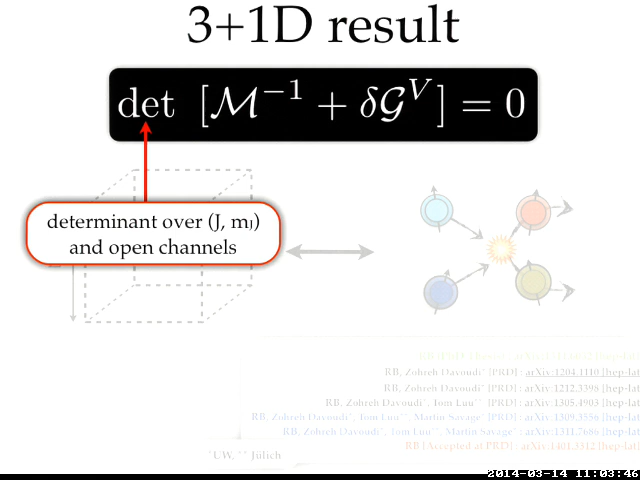 3+1D result
det [ℳ⁻¹ + δ𝒢ⱽ] = 0
determinant over (J, mJ)
and open channels
RB, Zohreh Davoudi* [PRD] : arXiv:1204.1110 [hep-lat
RB, Zohreh Davoudi* [PRD] : arXiv:1212.3398 [hep-lat
RB, Zohreh Davoudi*, Tom Luu** [PRD] : arXiv:1305.4903 [hep-lat
RB, Zohreh Davoudi*, Tom Luu**, Martin Savage* [PRD] : arXiv:1309.3556 [hep-lat
RB, Zohreh Davoudi*, Tom Luu**, Martin Savage* : arXiv:1311.7686 [hep-lat
RB [Accepted at PRD] : arXiv:1401.3312 [hep-lat
*UW, ** Jülich
2014-03-14 11:03:46